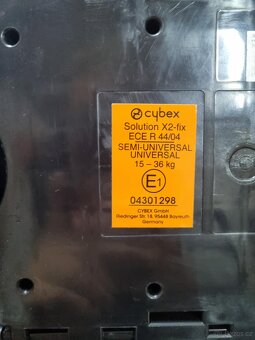 cybex
Solution X2-fix
ECE R 44/04
SEMI-UNIVERSAL
UNIVERSAL
15 – 36 kg
E1
04301298
CYBEX GmbH
Riedinger Str. 18, 95448 Bayreuth
Germany